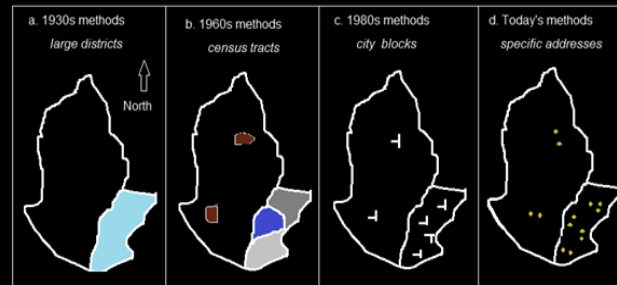 a. 1930s methods
large districts
North
b. 1960s methods
census tracts
c. 1980s methods
city blocks
d. Today's methods
specific addresses